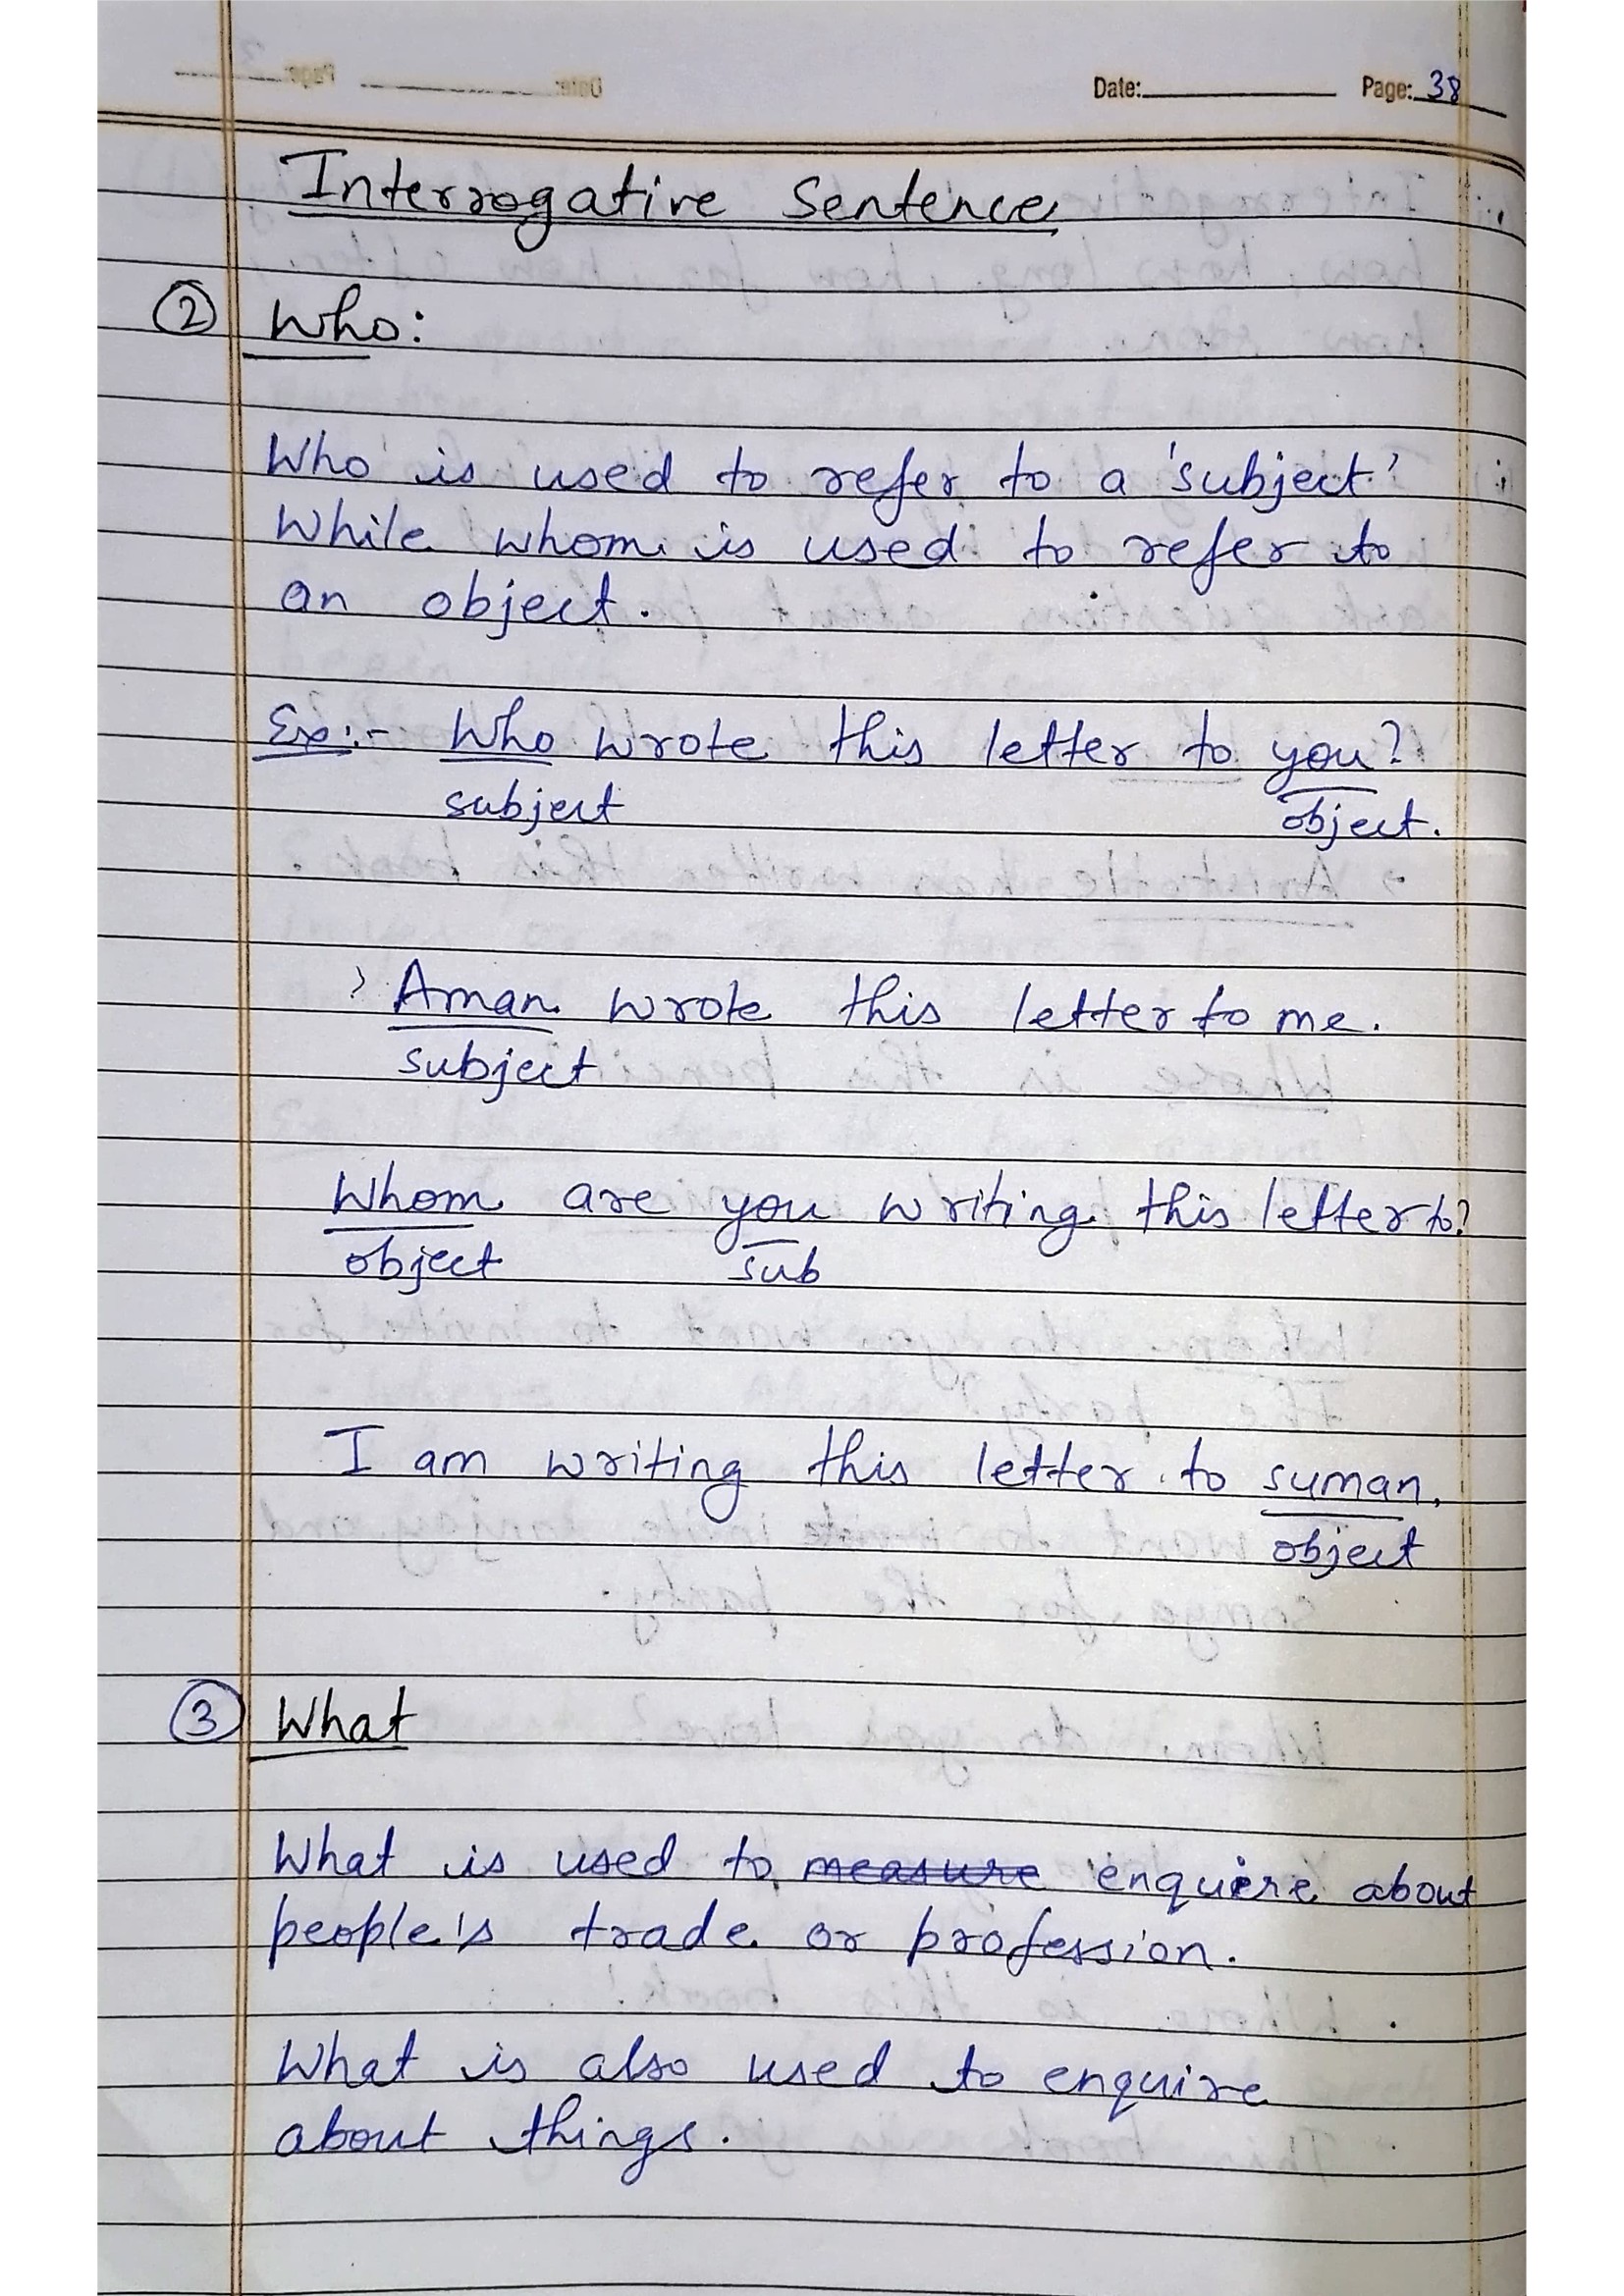 Date: Page: 38
Interrogative Sentence
② Who:
Who is used to refer to a 'subject'
While whom is used to refer to
an object.
Ex:- Who wrote this letter to you?
subject object.
Aman wrote this letter to me.
subject
Whom are you writing this letter to?
object sub
I am writing this letter to suman.
object
③ What
What is used to measure enquire about
people's trade or profession.
What is also used to enquire
about things.